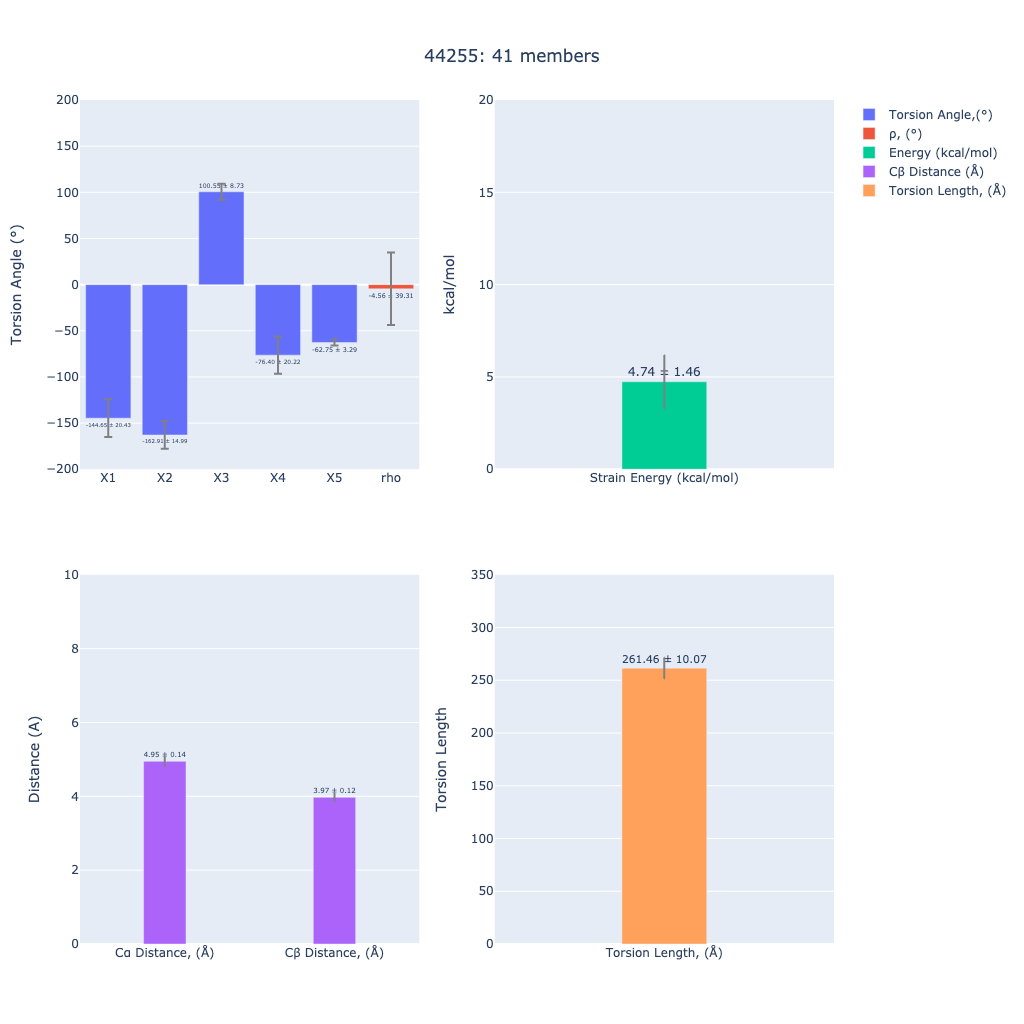 44255: 41 members
Torsion Angle (°)
200
150
100
50
0
−50
−100
−150
−200
-144.65 ± 20.43
-162.91 ± 14.99
100.55 ± 8.73
-76.40 ± 20.22
-62.75 ± 3.29
-4.56 ± 39.31
X1 X2 X3 X4 X5 rho
kcal/mol
20
15
10
5
0
4.74 ± 1.46
Strain Energy (kcal/mol)
Torsion Angle,(°)
ρ, (°)
Energy (kcal/mol)
Cβ Distance (Å)
Torsion Length, (Å)
Distance (A)
10
8
6
4
2
0
4.95 ± 0.14
3.97 ± 0.12
Cα Distance, (Å) Cβ Distance, (Å)
Torsion Length
350
300
250
200
150
100
50
0
261.46 ± 10.07
Torsion Length, (Å)